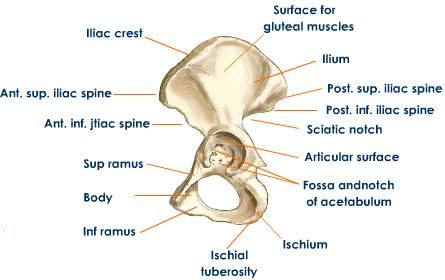 Surface for
gluteal muscles
Iliac crest
Ilium
Ant. sup. iliac spine
Post. sup. iliac spine
Post. inf. iliac spine
Ant. inf. jtiac spine
Sciatic notch
Articular surface
Sup ramus
Fossa andnotch
of acetabulum
Body
Inf ramus
Ischium
Ischial
tuberosity